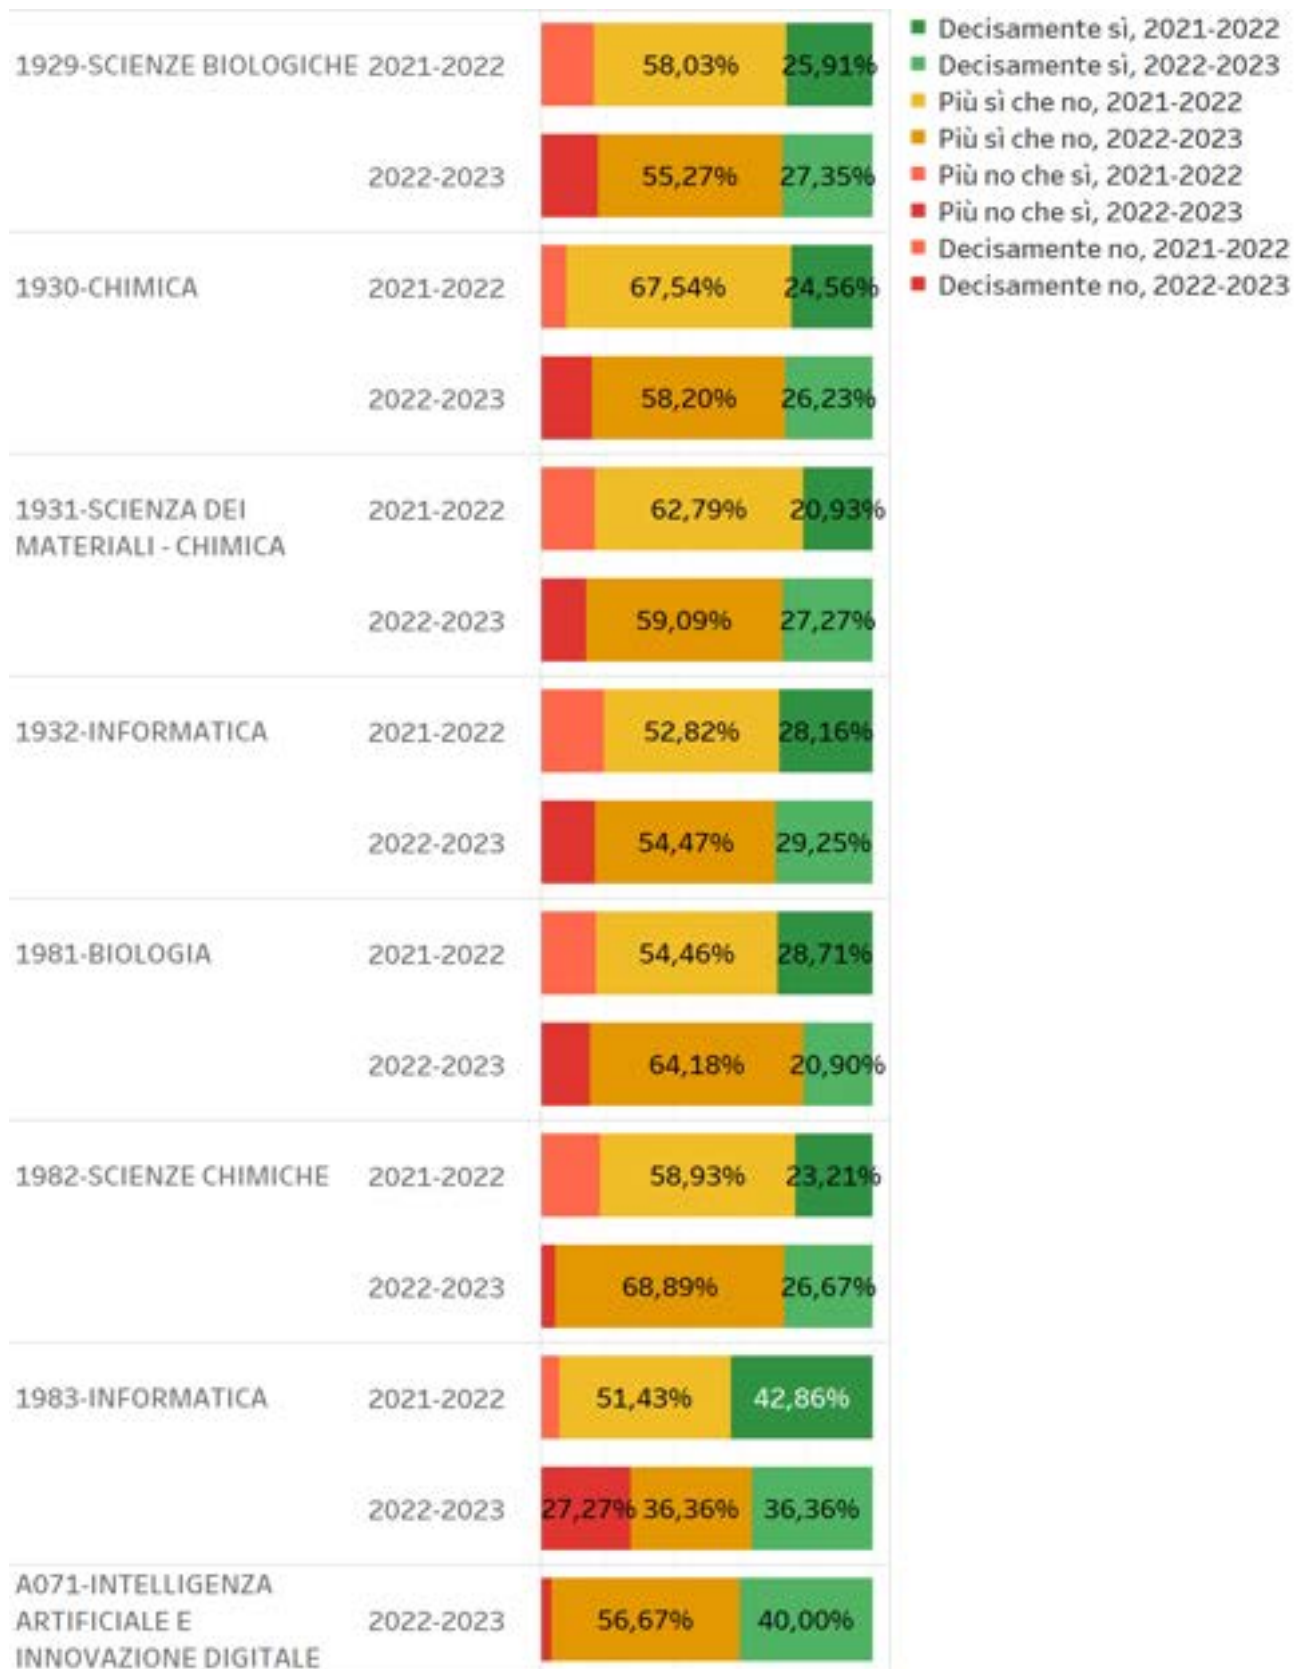 1929-SCIENZE BIOLOGICHE 2021-2022 58,03% 25,91%
2022-2023 55,27% 27,35%
1930-CHIMICA 2021-2022 67,54% 24,56%
2022-2023 58,20% 26,23%
1931-SCIENZA DEI 2021-2022 62,79% 20,93%
MATERIALI - CHIMICA
2022-2023 59,09% 27,27%
1932-INFORMATICA 2021-2022 52,82% 28,16%
2022-2023 54,47% 29,25%
1981-BIOLOGIA 2021-2022 54,46% 28,71%
2022-2023 64,18% 20,90%
1982-SCIENZE CHIMICHE 2021-2022 58,93% 23,21%
2022-2023 68,89% 26,67%
1983-INFORMATICA 2021-2022 51,43% 42,86%
2022-2023 27,27% 36,36% 36,36%
A071-INTELLIGENZA
ARTIFICIALE E 2022-2023 56,67% 40,00%
INNOVAZIONE DIGITALE
Decisamente sì, 2021-2022
Decisamente sì, 2022-2023
Più sì che no, 2021-2022
Più sì che no, 2022-2023
Più no che sì, 2021-2022
Più no che sì, 2022-2023
Decisamente no, 2021-2022
Decisamente no, 2022-2023